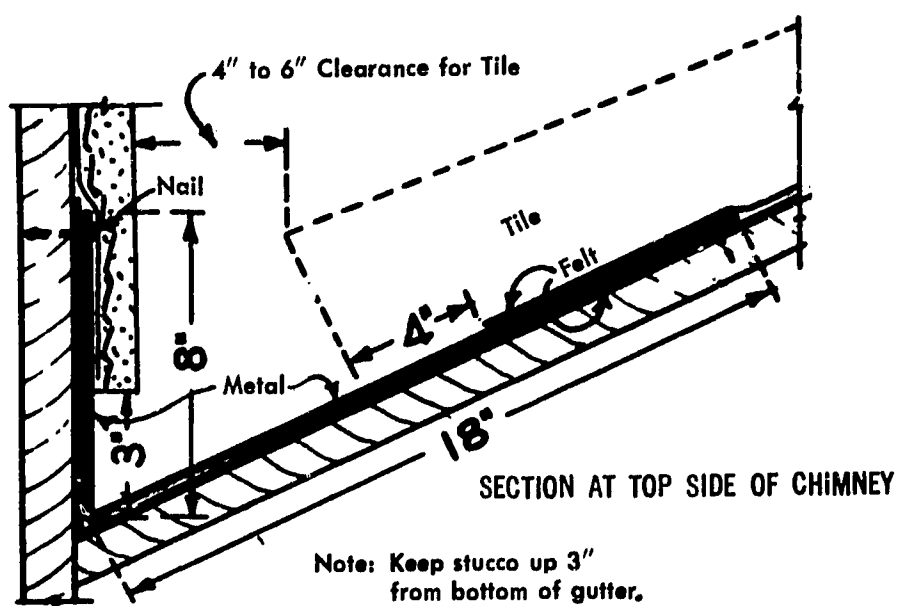 4" to 6" Clearance for Tile
Nail
Tile
Felt
4"
8"
Metal
3"
18"
SECTION AT TOP SIDE OF CHiMNEY
Note: Keep stucco up 3"
from bottom of gutter.